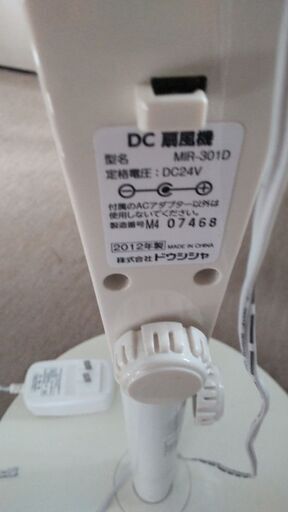 DC 扇風機
型名 MIR-301D
定格電圧：DC24V
付属のACアダプター以外は
使用しないでください。
製造番号 M4 07468
2012年製 MADE IN CHINA
株式会社ドウシシャ